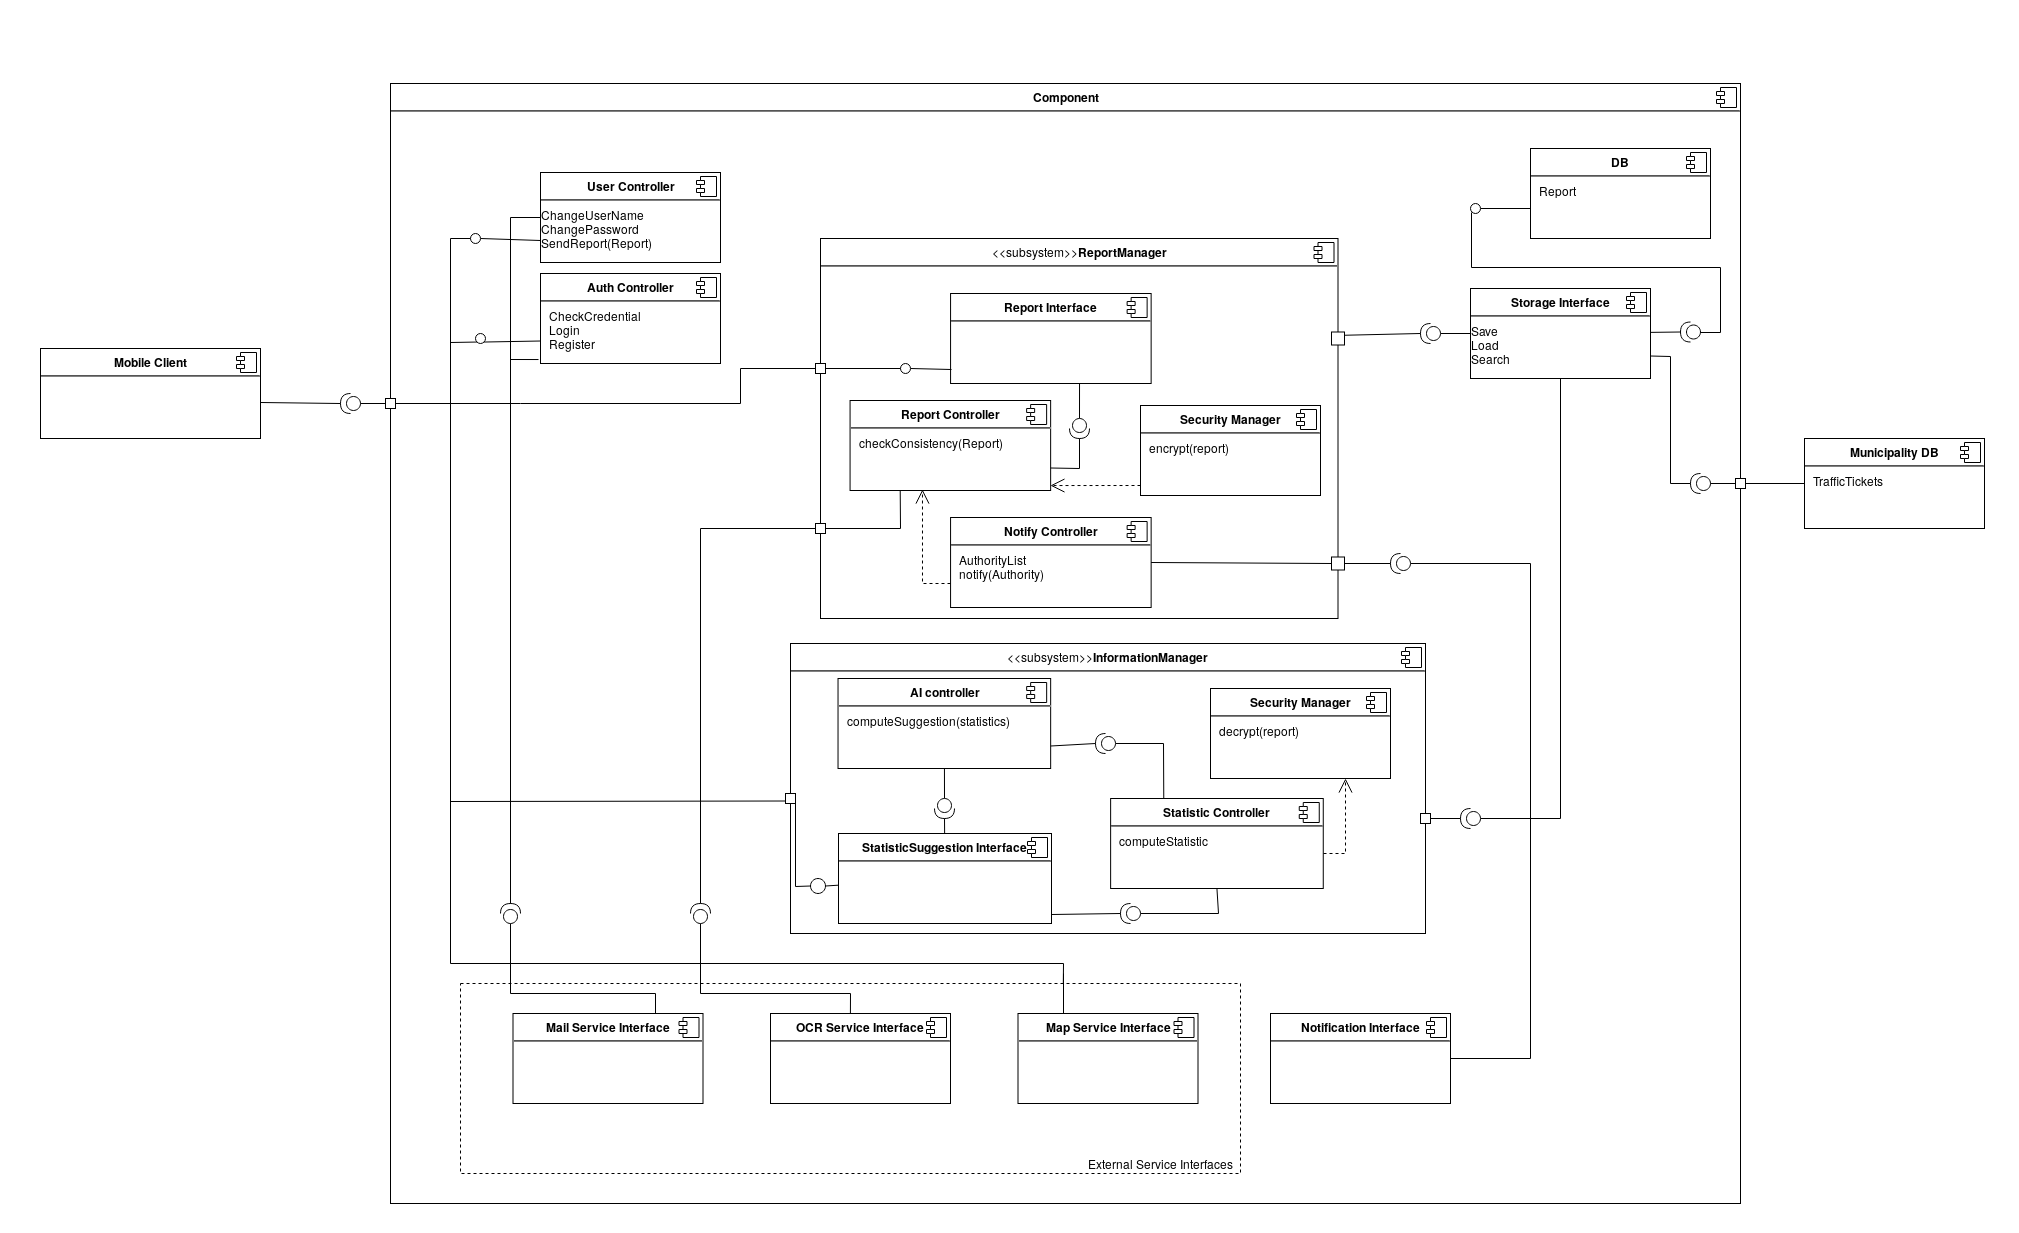 Component
User Controller
ChangeUserName
ChangePassword
SendReport(Report)
Auth Controller
CheckCredential
Login
Register
Mobile Client
<<subsystem>>ReportManager
Report Interface
Report Controller
checkConsistency(Report)
Security Manager
encrypt(report)
Notify Controller
AuthorityList
notify(Authority)
DB
Report
Storage Interface
Save
Load
Search
Municipality DB
TrafficTickets
<<subsystem>>InformationManager
AI controller
computeSuggestion(statistics)
Security Manager
decrypt(report)
Statistic Controller
computeStatistic
StatisticSuggestion Interface
Mail Service Interface
OCR Service Interface
Map Service Interface
Notification Interface
External Service Interfaces